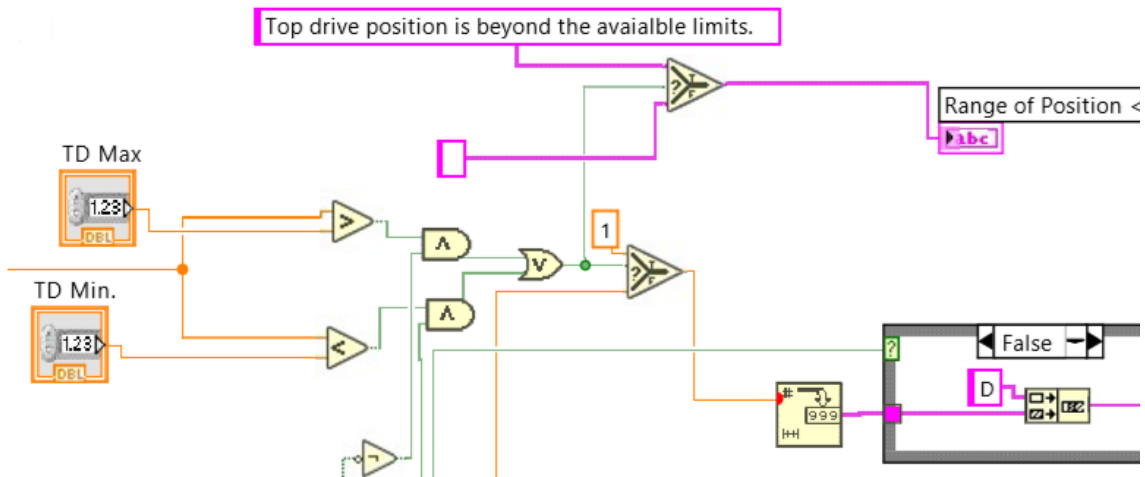 Top drive position is beyond the avaialble limits.
Range of Position <
abc
TD Max
1.23
DBL
TD Min.
1.23
DBL
>
<
Λ
Λ
V
1
? T F
? T F
¬
?
False
D
#
999